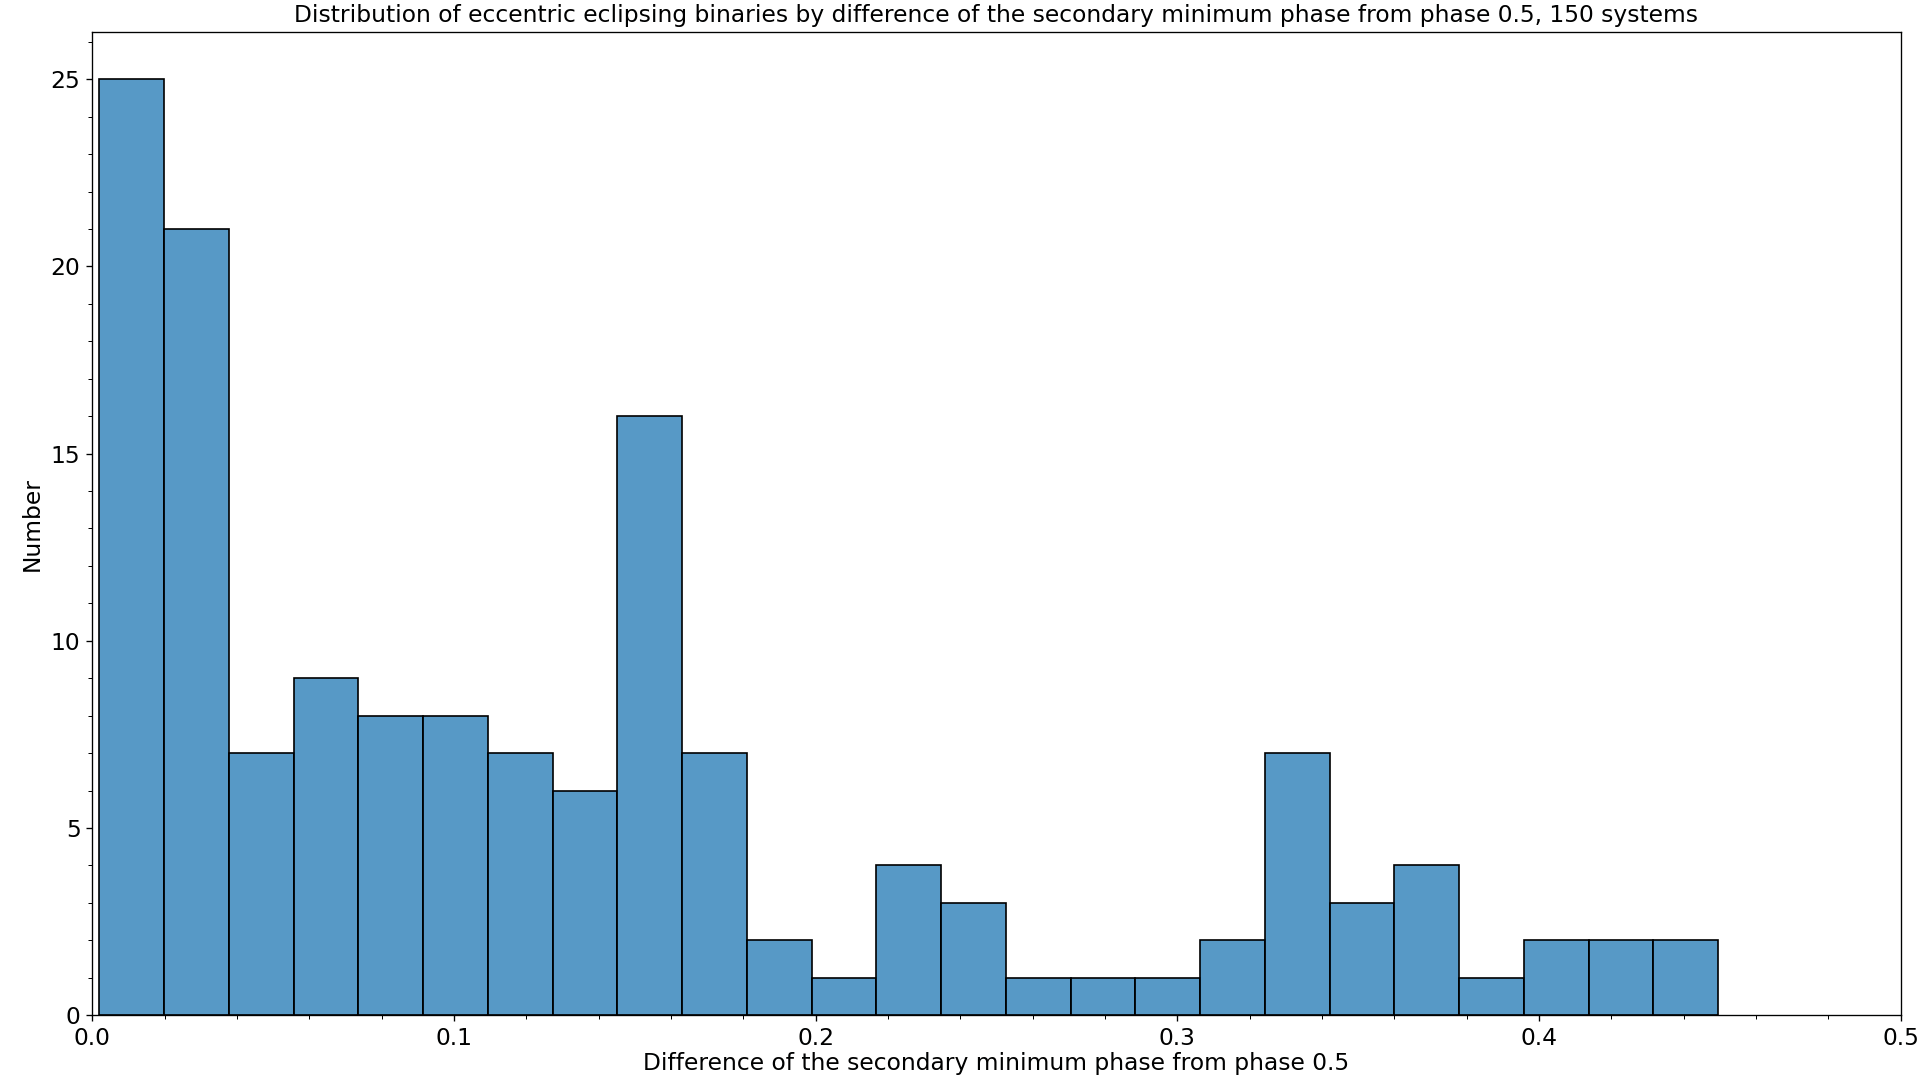 Distribution of eccentric eclipsing binaries by difference of the secondary minimum phase from phase 0.5, 150 systems
25
20
15
10
5
0
Number
0.0 0.1 0.2 0.3 0.4 0.5
Difference of the secondary minimum phase from phase 0.5